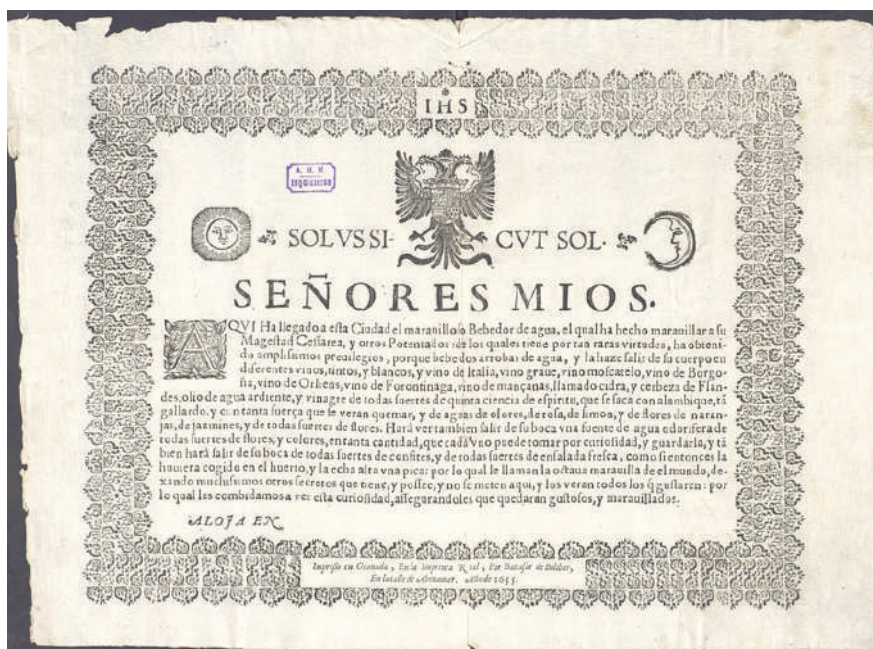 IHS
A. H. N.
INQUISICION
SOLVS SI- CVT SOL.
SEÑORES MIOS.
AQVI Ha llegado a esta Ciudad el marauilloso Bebedor de agua, el qual ha hecho marauillar a su
Magestad Cessarea, y otros Potentados: de los quales tiene por tan raras virtudes, ha obteni-
do amplissimos preuilegios, porque bebe dos arrobas de agua, y la haze salir de su cuerpo en
diferentes vinos, tintos, y blancos, y vino de Italia, vino graue, vino moscatelo, vino de Borgo-
ña, vino de Orliens, vino de Forontinaga, vino de mançanas, llamado cidra, y cerbeza de Flan-
des, olio de agua ardiente, y vinagre de todas suertes de quinta ciencia de espiritu, que se saca con alambique, tã
gallardo, y con tanta fuerça que se veran quemar, y de aguas de olores, de rosa, de limon, y de flores de naran-
jas, de jazmines, y de todas suertes de flores. Hará ver tambien salir de su boca vna fuente de agua odorifera de
todas suertes de flores, y colores, en tanta cantidad, que cada vno puede tomar por curiosidad, y guardarla, y tã
bien hará salir de su boca de todas suertes de confites, y de todas suertes de ensalada fresca, como si entonces la
huuiera cogido en el huerto, y la echa alta vna pica: por lo qual le llaman la octaua marauilla de el mundo, de-
xando muchissimos otros secretos que tiene, y possee, y no se meten aqui, y los veran todos los q̃ gustaren: por
lo qual les combidamos a ver esta curiosidad, assegurandoles que quedaran gustosos, y marauillados.
ALOJA EN
Impresso en Granada, En la Imprenta Real, Por Baltasar de Bolibar,
En la calle de Abenamar. Año de 1655.